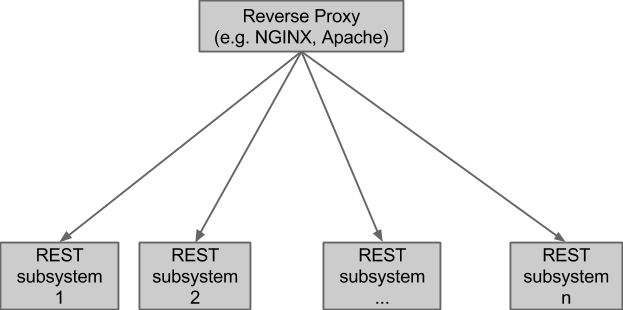 Reverse Proxy
(e.g. NGINX, Apache)
REST
subsystem
1
REST
subsystem
2
REST
subsystem
...
REST
subsystem
n